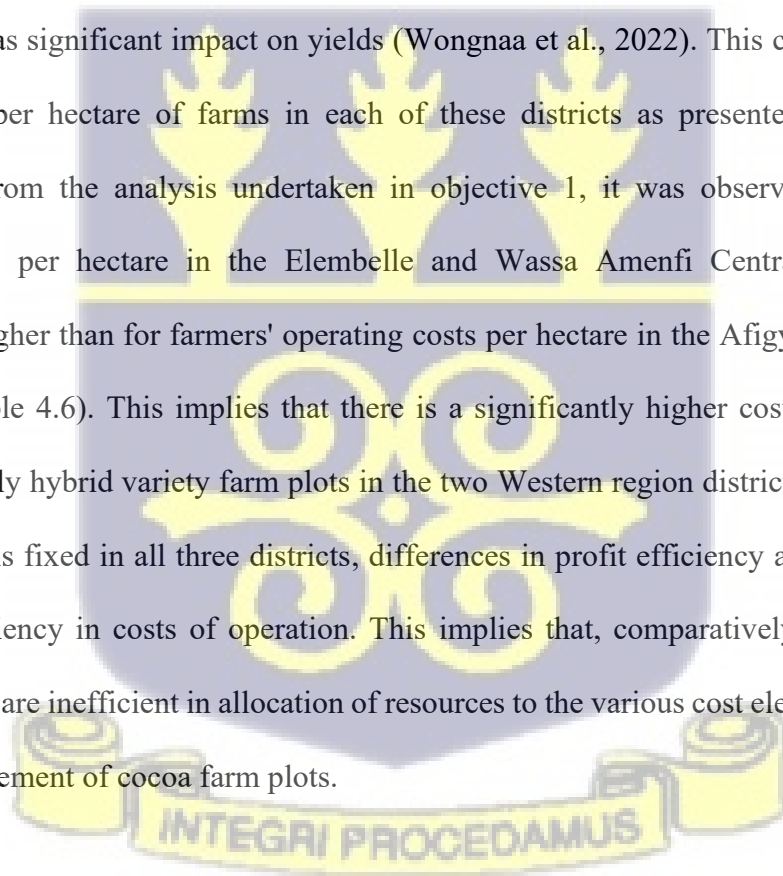 as significant impact on yields (Wongnaa et al., 2022). This c
per hectare of farms in each of these districts as presente
rom the analysis undertaken in objective 1, it was observ
per hectare in the Elembelle and Wassa Amenfi Centra
gher than for farmers' operating costs per hectare in the Afigy
le 4.6). This implies that there is a significantly higher cost
ly hybrid variety farm plots in the two Western region distric
s fixed in all three districts, differences in profit efficiency a
iency in costs of operation. This implies that, comparatively
are inefficient in allocation of resources to the various cost ele
ement of cocoa farm plots.
INTEGRI PROCEDAMUS